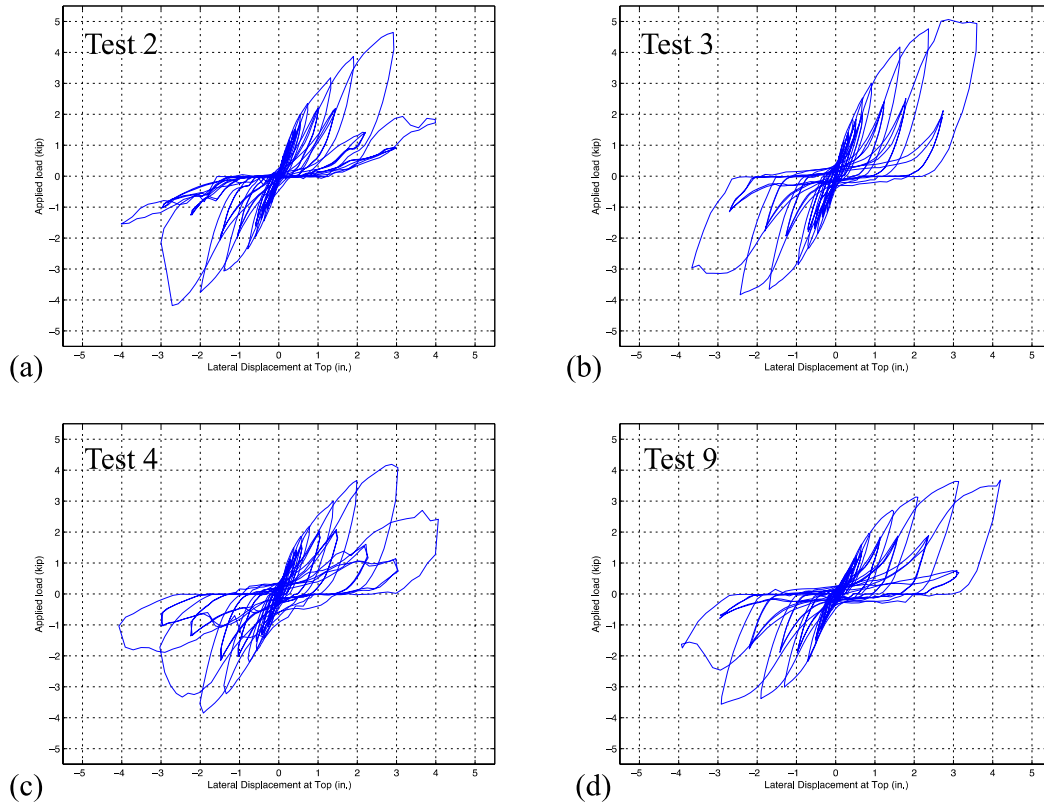 Test 2
5
4
3
2
1
0
−1
−2
−3
−4
−5
Applied load (kip)
−5 −4 −3 −2 −1 0 1 2 3 4 5
Lateral Displacement at Top (in.)
(a)
Test 3
5
4
3
2
1
0
−1
−2
−3
−4
−5
Applied load (kip)
−5 −4 −3 −2 −1 0 1 2 3 4 5
Lateral Displacement at Top (in.)
(b)
Test 4
5
4
3
2
1
0
−1
−2
−3
−4
−5
Applied load (kip)
−5 −4 −3 −2 −1 0 1 2 3 4 5
Lateral Displacement at Top (in.)
(c)
Test 9
5
4
3
2
1
0
−1
−2
−3
−4
−5
Applied load (kip)
−5 −4 −3 −2 −1 0 1 2 3 4 5
Lateral Displacement at Top (in.)
(d)